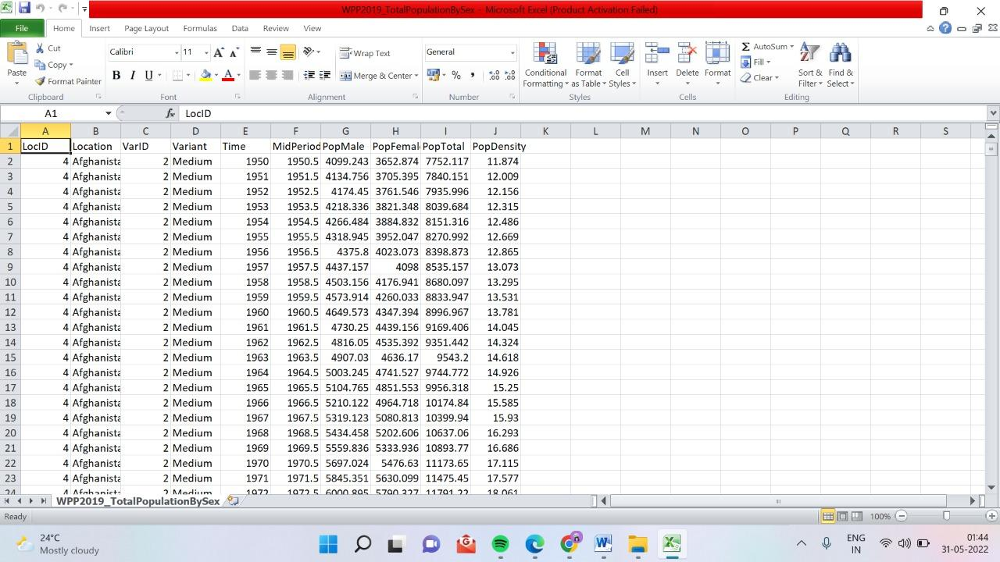 WPP2019_TotalPopulationBySex - Microsoft Excel (Product Activation Failed)
File Home Insert Page Layout Formulas Data Review View
Cut Calibri 11 A A Wrap Text General AutoSum
Paste Copy Conditional Format Cell Insert Delete Format Fill Sort & Find &
Format Painter B I U A Merge & Center % , .00 .0 Formatting as Table Styles Clear Filter Select
Clipboard Font Alignment Number Styles Cells Editing
A1 fx LocID
A B C D E F G H I J K L M N O P Q R S
1 LocID Location VarID Variant Time MidPeriod PopMale PopFemal PopTotal PopDensity
2 4 Afghanista 2 Medium 1950 1950.5 4099.243 3652.874 7752.117 11.874
3 4 Afghanista 2 Medium 1951 1951.5 4134.756 3705.395 7840.151 12.009
4 4 Afghanista 2 Medium 1952 1952.5 4174.45 3761.546 7935.996 12.156
5 4 Afghanista 2 Medium 1953 1953.5 4218.336 3821.348 8039.684 12.315
6 4 Afghanista 2 Medium 1954 1954.5 4266.484 3884.832 8151.316 12.486
7 4 Afghanista 2 Medium 1955 1955.5 4318.945 3952.047 8270.992 12.669
8 4 Afghanista 2 Medium 1956 1956.5 4375.8 4023.073 8398.873 12.865
9 4 Afghanista 2 Medium 1957 1957.5 4437.157 4098 8535.157 13.073
10 4 Afghanista 2 Medium 1958 1958.5 4503.156 4176.941 8680.097 13.295
11 4 Afghanista 2 Medium 1959 1959.5 4573.914 4260.033 8833.947 13.531
12 4 Afghanista 2 Medium 1960 1960.5 4649.573 4347.394 8996.967 13.781
13 4 Afghanista 2 Medium 1961 1961.5 4730.25 4439.156 9169.406 14.045
14 4 Afghanista 2 Medium 1962 1962.5 4816.05 4535.392 9351.442 14.324
15 4 Afghanista 2 Medium 1963 1963.5 4907.03 4636.17 9543.2 14.618
16 4 Afghanista 2 Medium 1964 1964.5 5003.245 4741.527 9744.772 14.926
17 4 Afghanista 2 Medium 1965 1965.5 5104.765 4851.553 9956.318 15.25
18 4 Afghanista 2 Medium 1966 1966.5 5210.122 4964.718 10174.84 15.585
19 4 Afghanista 2 Medium 1967 1967.5 5319.123 5080.813 10399.94 15.93
20 4 Afghanista 2 Medium 1968 1968.5 5434.458 5202.606 10637.06 16.293
21 4 Afghanista 2 Medium 1969 1969.5 5559.836 5333.936 10893.77 16.686
22 4 Afghanista 2 Medium 1970 1970.5 5697.024 5476.63 11173.65 17.115
23 4 Afghanista 2 Medium 1971 1971.5 5845.351 5630.099 11475.45 17.577
24 4 Afghanista 2 Medium 1972 1972.5 6000.895 5790.327 11791.22 18.061
WPP2019_TotalPopulationBySex
Ready 100%
24°C ENG 01:44
Mostly cloudy IN 31-05-2022